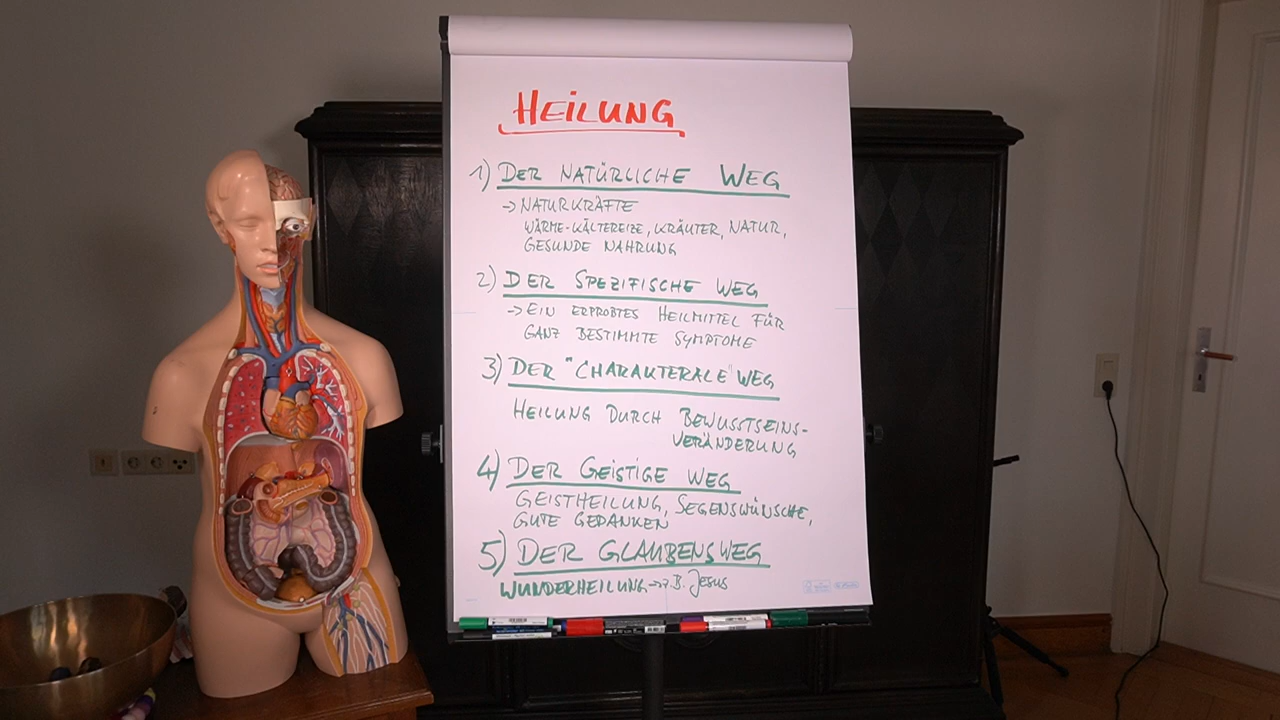 HEILUNG
1) DER NATÜRLICHE WEG
→ NATURKRÄFTE
WÄRME-KÄLTEREIZE, KRÄUTER, NATUR,
GESUNDE NAHRUNG
2) DER SPEZIFISCHE WEG
→ EIN ERPROBTES HEILMITTEL FÜR
GANZ BESTIMMTE SYMPTOME
3) DER "CHARAKTERALE" WEG
HEILUNG DURCH BEWUSSTSEINS-
VERÄNDERUNG
4) DER GEISTIGE WEG
GEISTHEILUNG, SEGENSWÜNSCHE,
GUTE GEDANKEN
5) DER GLAUBENSWEG
WUNDERHEILUNG → z.B. JESUS